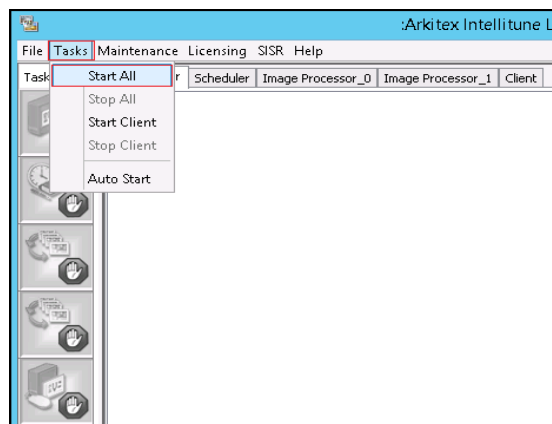 :Arkitex Intellitune L
File Tasks Maintenance Licensing SISR Help
Task r Scheduler Image Processor_0 Image Processor_1 Client
Start All
Stop All
Start Client
Stop Client
Auto Start